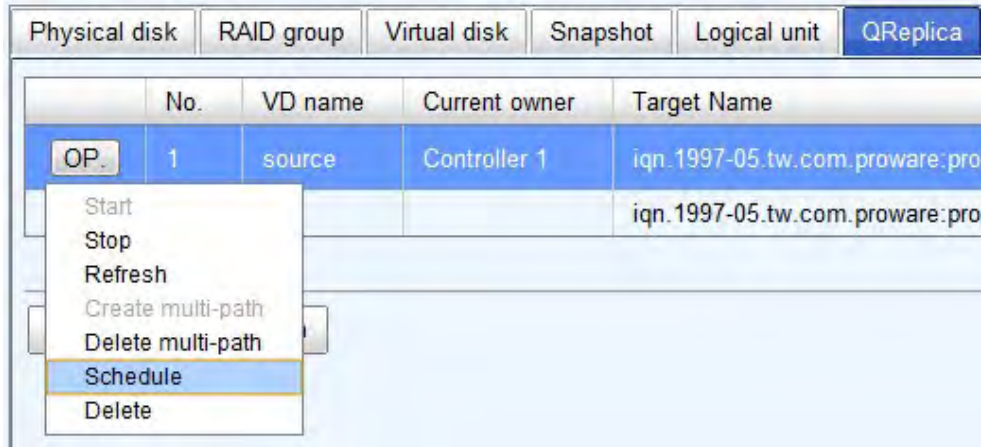 Physical disk RAID group Virtual disk Snapshot Logical unit QReplica
No. VD name Current owner Target Name
OP. 1 source Controller 1 iqn.1997-05.tw.com.proware:pro
iqn.1997-05.tw.com.proware:pro
Start
Stop
Refresh
Create multi-path
Delete multi-path
Schedule
Delete